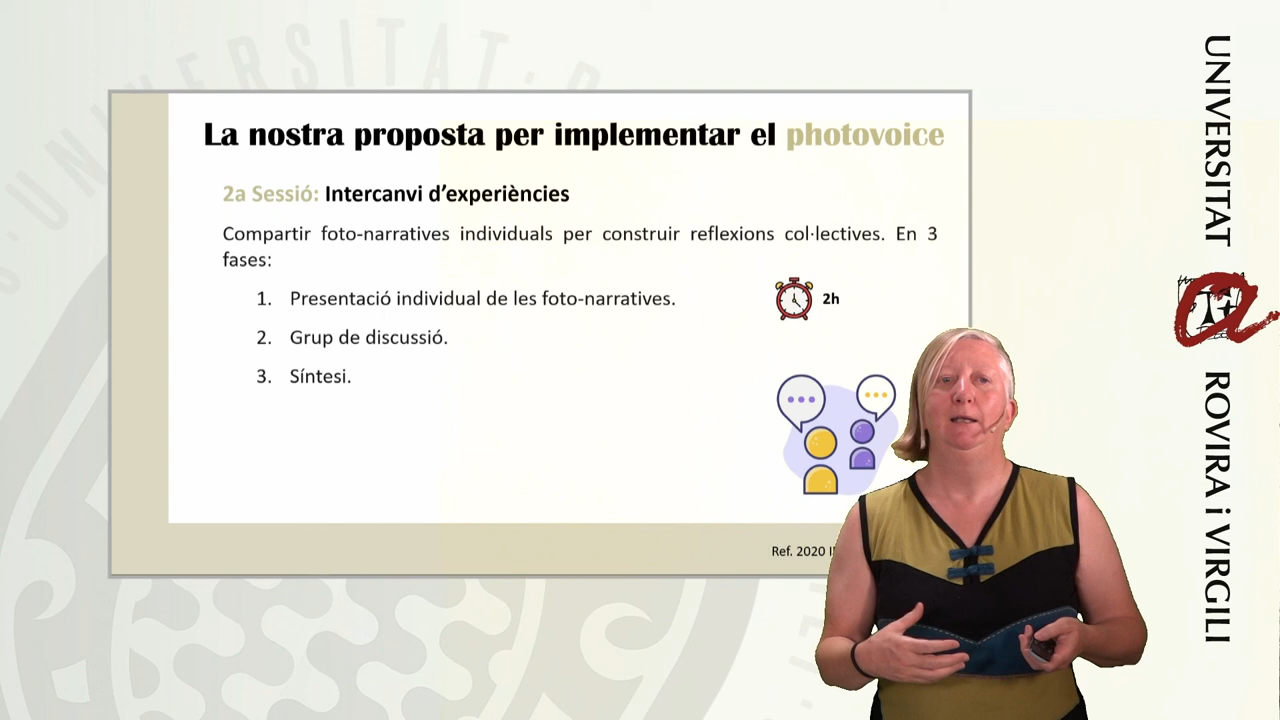 La nostra proposta per implementar el photovoice
2a Sessió: Intercanvi d'experiències
Compartir foto-narratives individuals per construir reflexions col·lectives. En 3
fases:
1. Presentació individual de les foto-narratives.
2h
2. Grup de discussió.
3. Síntesi.
Ref. 2020
UNIVERSITAT
ROVIRA i VIRGILI